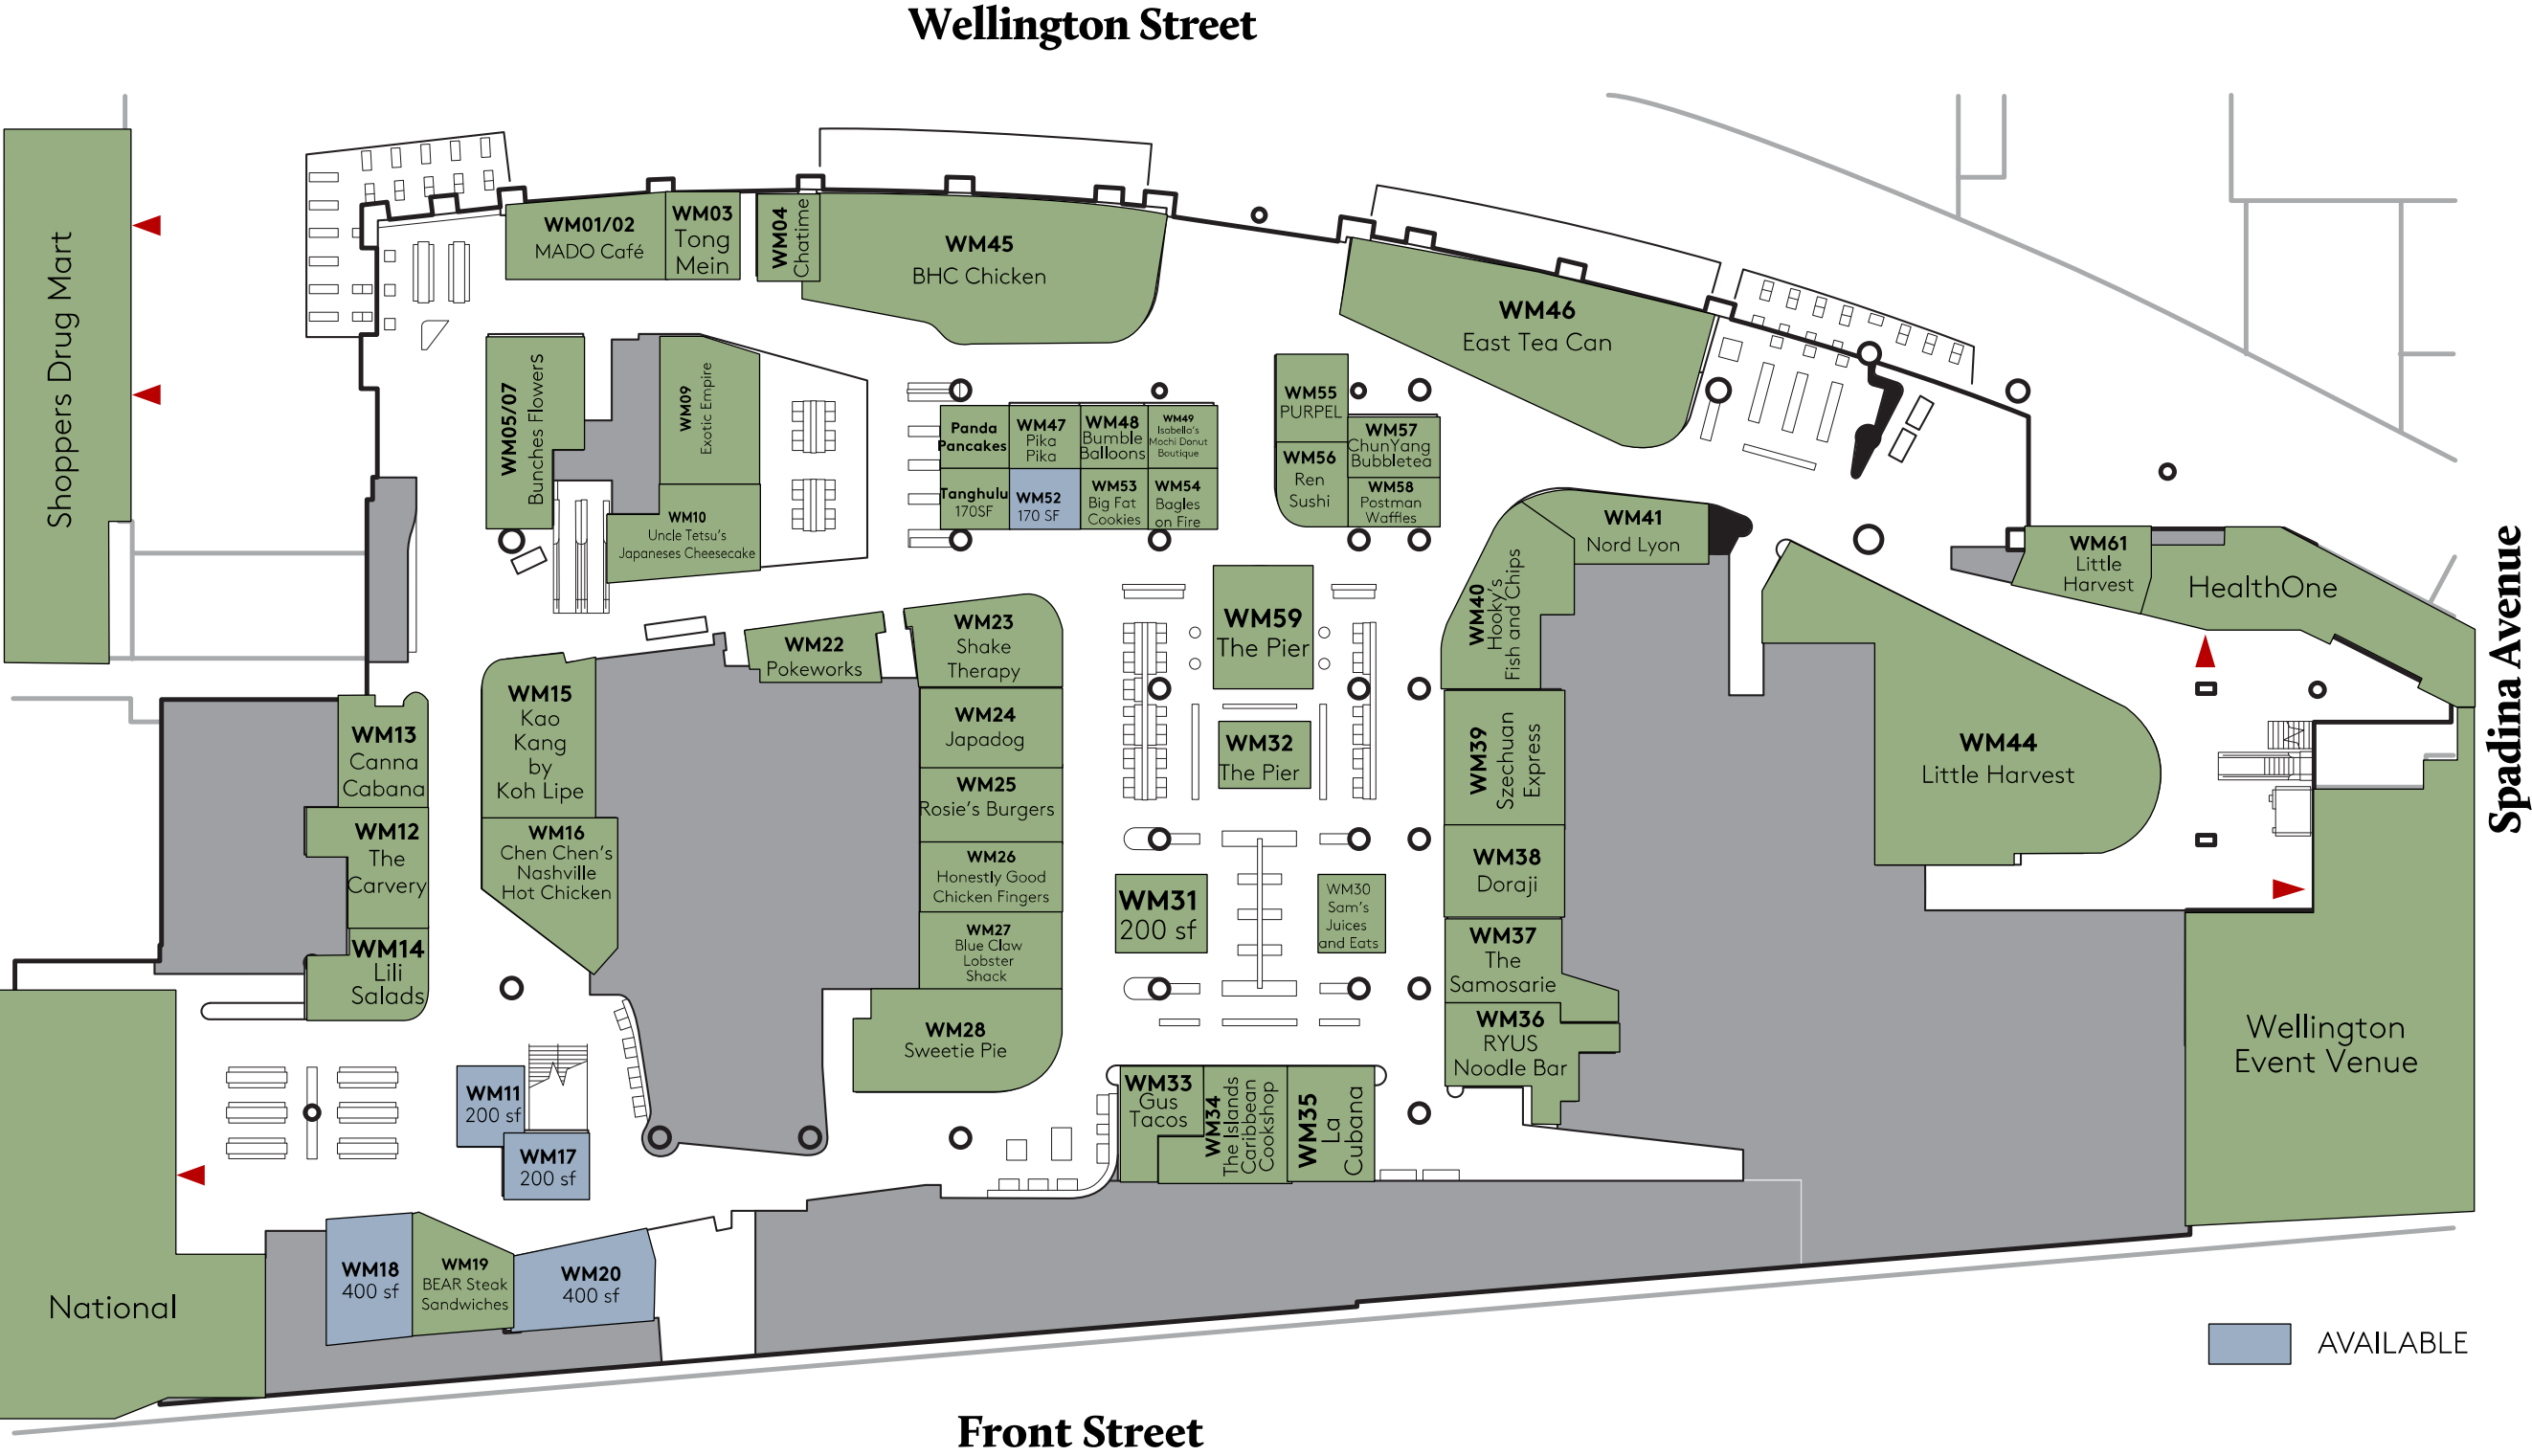 Wellington Street
Shoppers Drug Mart
WM01/02
MADO Café
WM03
Tong
Mein
WM04
Chatime
WM45
BHC Chicken
WM46
East Tea Can
WM05/07
Bunches Flowers
WM09
Exotic Empire
WM10
Uncle Tetsu's
Japaneses Cheesecake
Panda
Pancakes
WM47
Pika
Pika
WM48
Bumble
Balloons
WM49
Isabella's
Mochi Donut
Boutique
Tanghulu
170SF
WM52
170 SF
WM53
Big Fat
Cookies
WM54
Bagles
on Fire
WM55
PURPEL
WM56
Ren
Sushi
WM57
ChunYang
Bubbletea
WM58
Postman
Waffles
WM41
Nord Lyon
WM40
Hooky's
Fish and Chips
WM61
Little
Harvest
HealthOne
Spadina Avenue
WM22
Pokeworks
WM23
Shake
Therapy
WM59
The Pier
WM13
Canna
Cabana
WM15
Kao
Kang
by
Koh Lipe
WM24
Japadog
WM32
The Pier
WM39
Szechuan
Express
WM44
Little Harvest
WM12
The
Carvery
WM16
Chen Chen's
Nashville
Hot Chicken
WM25
Rosie's Burgers
WM26
Honestly Good
Chicken Fingers
WM31
200 sf
WM30
Sam's
Juices
and Eats
WM38
Doraji
WM14
Lili
Salads
WM27
Blue Claw
Lobster
Shack
WM37
The
Samosarie
WM28
Sweetie Pie
WM36
RYUS
Noodle Bar
Wellington
Event Venue
WM11
200 sf
WM17
200 sf
WM33
Gus
Tacos
WM34
The Islands
Caribbean
Cookshop
WM35
La
Cubana
National
WM18
400 sf
WM19
BEAR Steak
Sandwiches
WM20
400 sf
AVAILABLE
Front Street